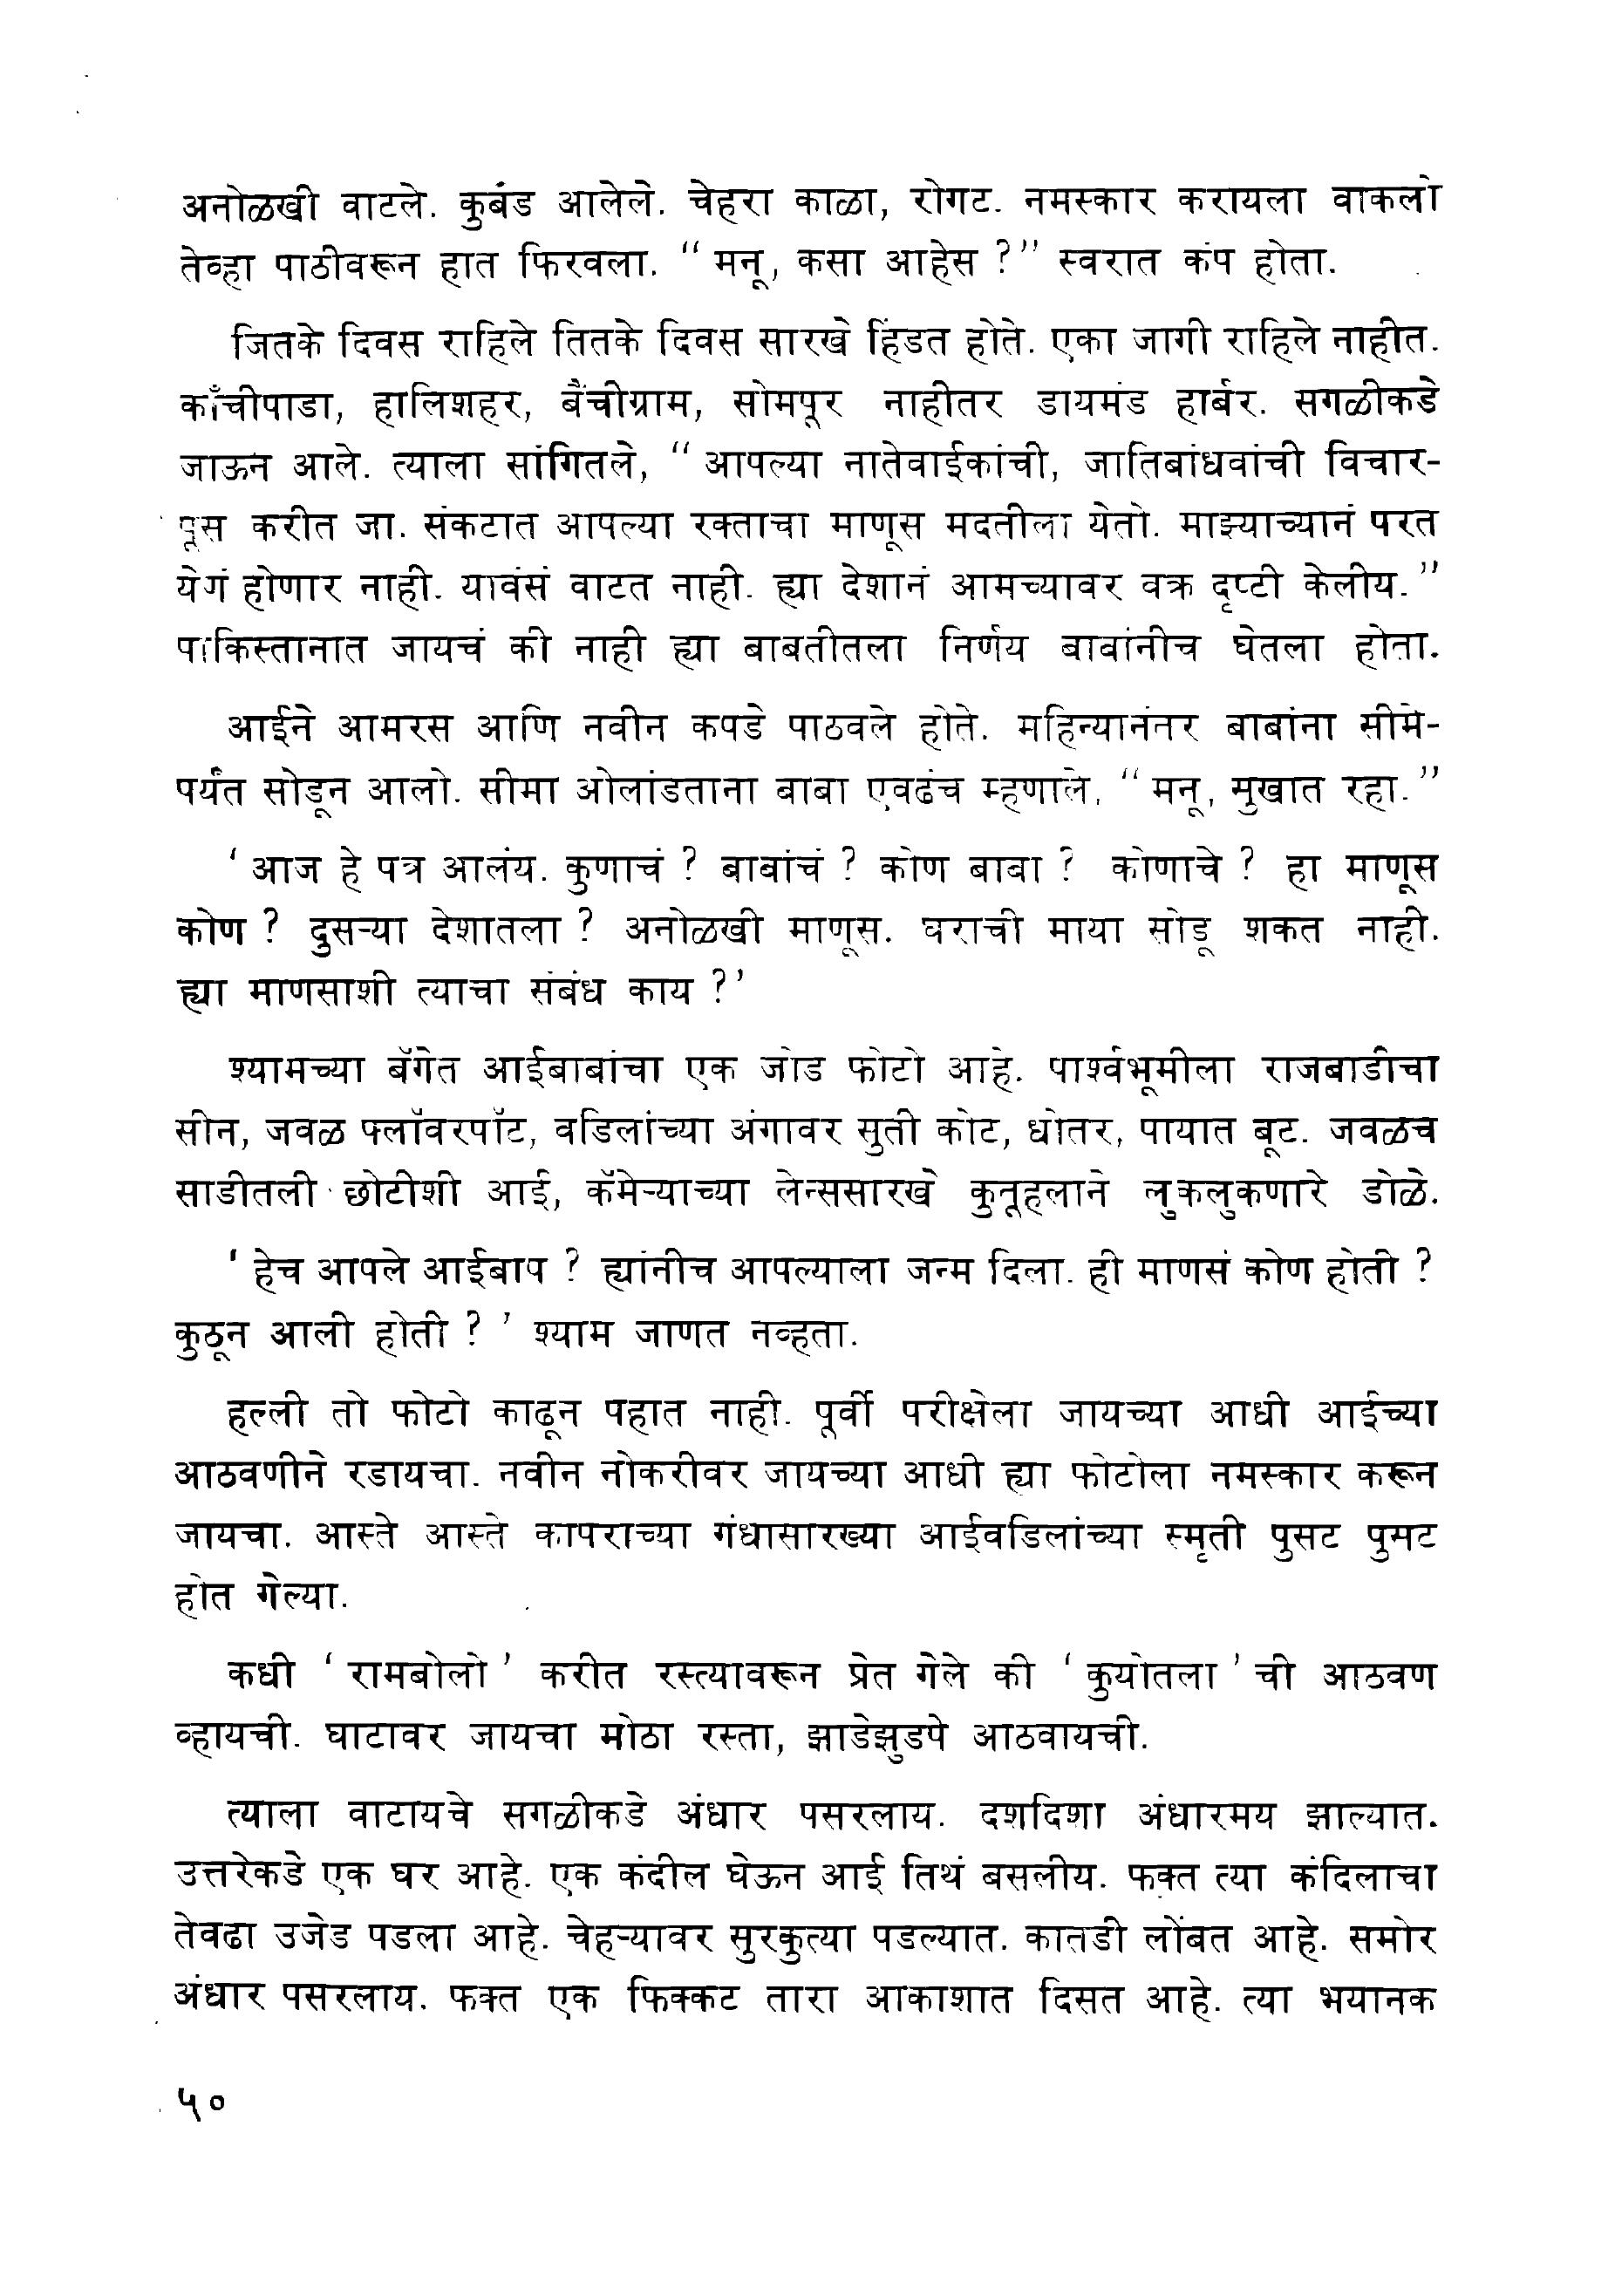 अनोळखी वाटले. कुबंड आलेले. चेहरा काळा, रोगट. नमस्कार करायला वाकलो
तेव्हा पाठीवरून हात फिरवला. “ मनू, कसा आहेस ?” स्वरात कंप होता.
जितके दिवस राहिले तितके दिवस सारखे हिंडत होते. एका जागी राहिले नाहीत.
काँचीपाडा, हालिशहर, बैंचीग्राम, सोमपूर नाहीतर डायमंड हार्बर. सगळीकडे
जाऊन आले. त्याला सांगितले, “ आपल्या नातेवाईकांची, जातिबांधवांची विचार-
पूस करीत जा. संकटात आपल्या रक्ताचा माणूस मदतीला येतो. माझ्याच्यानं परत
येणं होणार नाही. यावंसं वाटत नाही. ह्या देशानं आमच्यावर वक्र दृष्टी केलीय.”
पाकिस्तानात जायचं की नाही ह्या बाबतीतला निर्णय बाबांनीच घेतला होता.
आईने आमरस आणि नवीन कपडे पाठवले होते. महिन्यानंतर बाबांना सीमे-
पर्यंत सोडून आलो. सीमा ओलांडताना बाबा एवढंच म्हणाले, “ मनू, सुखात रहा.”
‘ आज हे पत्र आलंय. कुणाचं ? बाबांचं ? कोण बाबा ? कोणाचे ? हा माणूस
कोण ? दुसऱ्या देशातला ? अनोळखी माणूस. घराची माया सोडू शकत नाही.
ह्या माणसाशी त्याचा संबंध काय ?’
श्यामच्या बॅगेत आईबाबांचा एक जोड फोटो आहे. पार्श्वभूमीला राजबाडीचा
सीन, जवळ फ्लॉवरपॉट, वडिलांच्या अंगावर सुती कोट, धोतर, पायात बूट. जवळच
साडीतली छोटीशी आई, कॅमेऱ्याच्या लेन्ससारखे कुतूहलाने लुकलुकणारे डोळे.
‘ हेच आपले आईबाप ? ह्यांनीच आपल्याला जन्म दिला. ही माणसं कोण होती ?
कुठून आली होती ? ’ श्याम जाणत नव्हता.
हल्ली तो फोटो काढून पहात नाही. पूर्वी परीक्षेला जायच्या आधी आईच्या
आठवणीने रडायचा. नवीन नोकरीवर जायच्या आधी ह्या फोटोला नमस्कार करून
जायचा. आस्ते आस्ते कापराच्या गंधासारख्या आईवडिलांच्या स्मृती पुसट पुसट
होत गेल्या.
कधी ‘ रामबोलो ’ करीत रस्त्यावरून प्रेत गेले की ‘ कुयोतला ’ ची आठवण
व्हायची. घाटावर जायचा मोठा रस्ता, झाडेझुडपे आठवायची.
त्याला वाटायचे सगळीकडे अंधार पसरलाय. दशदिशा अंधारमय झाल्यात.
उत्तरेकडे एक घर आहे. एक कंदील घेऊन आई तिथं बसलीय. फक्त त्या कंदिलाचा
तेवढा उजेड पडला आहे. चेहऱ्यावर सुरकुत्या पडल्यात. कातडी लोंबत आहे. समोर
अंधार पसरलाय. फक्त एक फिक्कट तारा आकाशात दिसत आहे. त्या भयानक
५०